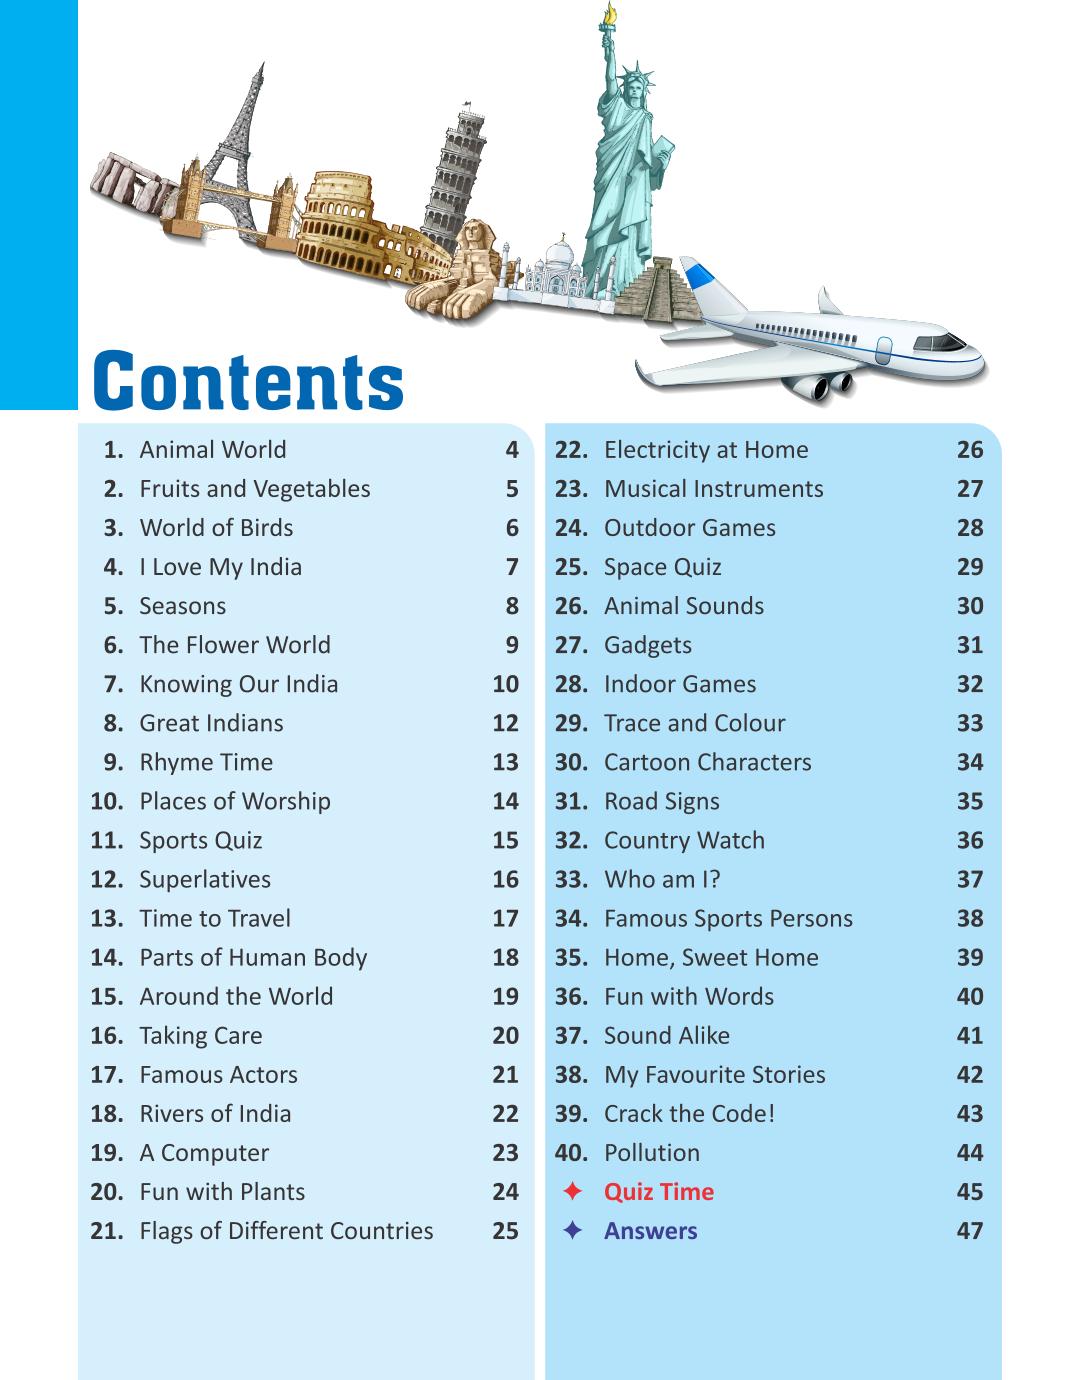 Contents
1. Animal World 4
2. Fruits and Vegetables 5
3. World of Birds 6
4. I Love My India 7
5. Seasons 8
6. The Flower World 9
7. Knowing Our India 10
8. Great Indians 12
9. Rhyme Time 13
10. Places of Worship 14
11. Sports Quiz 15
12. Superlatives 16
13. Time to Travel 17
14. Parts of Human Body 18
15. Around the World 19
16. Taking Care 20
17. Famous Actors 21
18. Rivers of India 22
19. A Computer 23
20. Fun with Plants 24
21. Flags of Different Countries 25
22. Electricity at Home 26
23. Musical Instruments 27
24. Outdoor Games 28
25. Space Quiz 29
26. Animal Sounds 30
27. Gadgets 31
28. Indoor Games 32
29. Trace and Colour 33
30. Cartoon Characters 34
31. Road Signs 35
32. Country Watch 36
33. Who am I? 37
34. Famous Sports Persons 38
35. Home, Sweet Home 39
36. Fun with Words 40
37. Sound Alike 41
38. My Favourite Stories 42
39. Crack the Code! 43
40. Pollution 44
✦ Quiz Time 45
✦ Answers 47